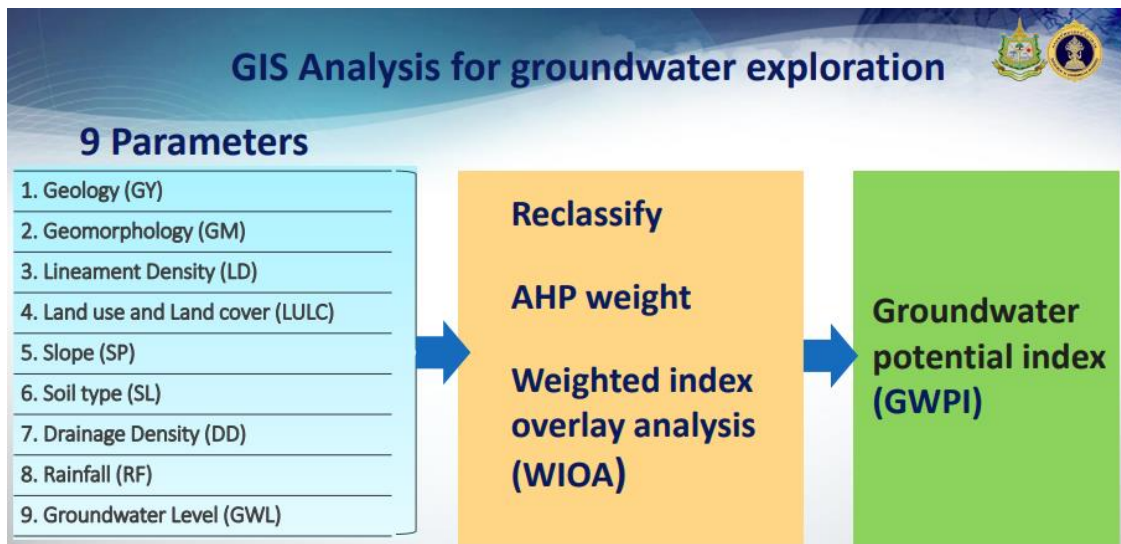 GIS Analysis for groundwater exploration
9 Parameters
1. Geology (GY)
2. Geomorphology (GM)
3. Lineament Density (LD)
4. Land use and Land cover (LULC)
5. Slope (SP)
6. Soil type (SL)
7. Drainage Density (DD)
8. Rainfall (RF)
9. Groundwater Level (GWL)
Reclassify
AHP weight
Weighted index
overlay analysis
(WIOA)
Groundwater
potential index
(GWPI)